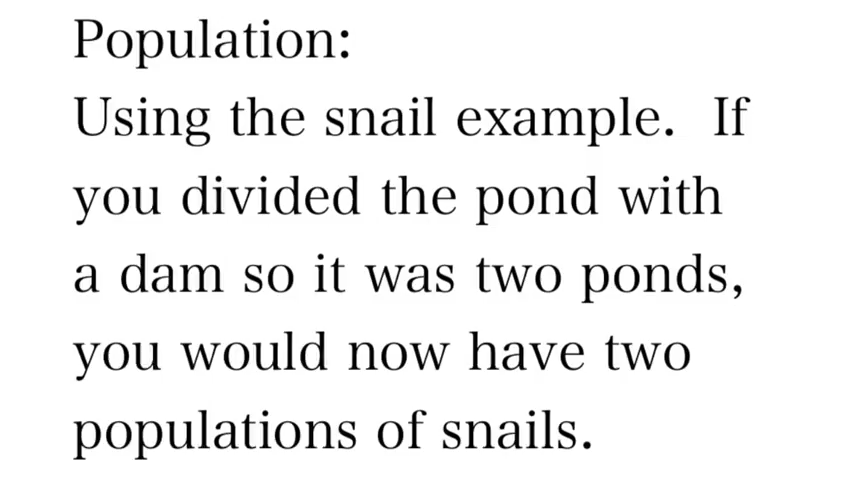 Population:
Using the snail example.  If
you divided the pond with
a dam so it was two ponds,
you would now have two
populations of snails.